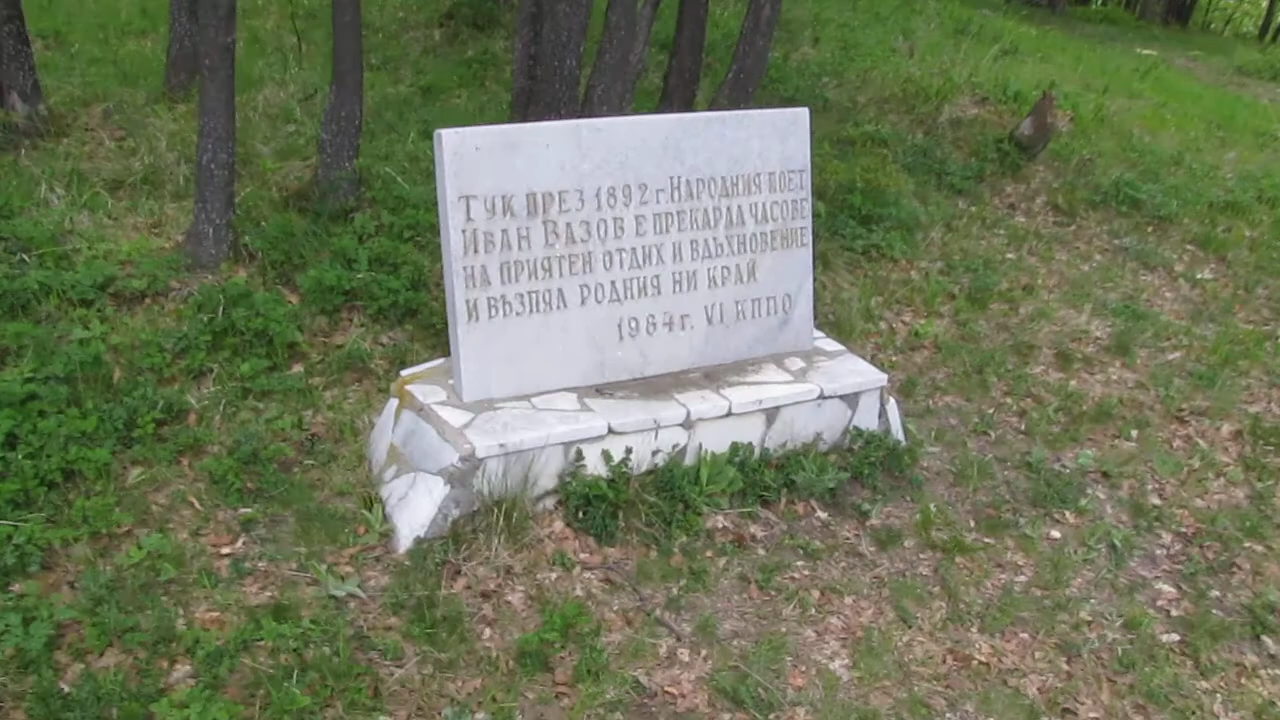 Тук през 1892 г. Народния поет
Иван Вазов е прекарал часове
на приятен отдих и вдъхновение
и възпял родния ни край
1984 г. VI КППО